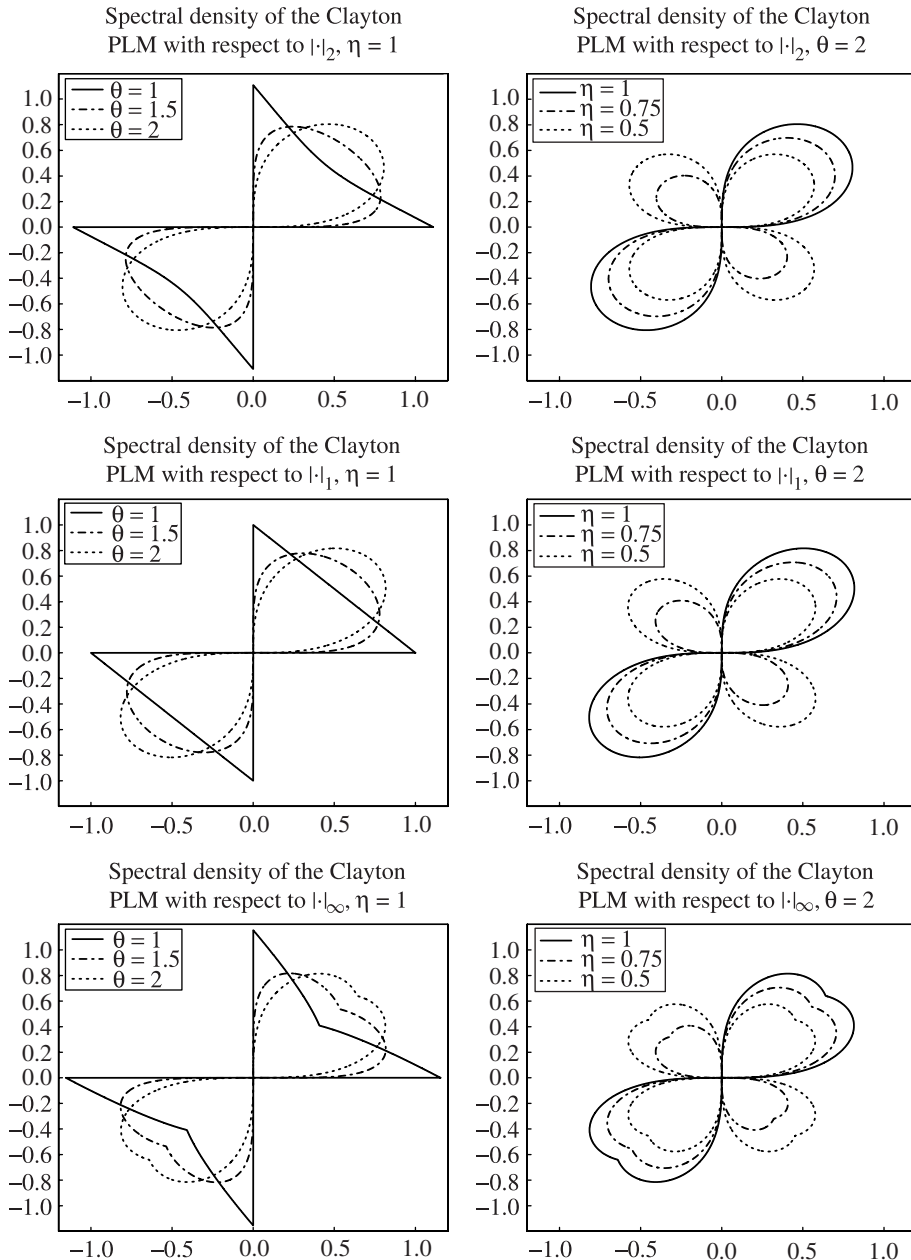 Spectral density of the Clayton
PLM with respect to |·|₂, η = 1
θ = 1
θ = 1.5
θ = 2
1.0
0.8
0.6
0.4
0.2
0.0
−0.2
−0.4
−0.6
−0.8
−1.0
−1.0 −0.5 0.0 0.5 1.0
Spectral density of the Clayton
PLM with respect to |·|₂, θ = 2
η = 1
η = 0.75
η = 0.5
1.0
0.8
0.6
0.4
0.2
0.0
−0.2
−0.4
−0.6
−0.8
−1.0
−1.0 −0.5 0.0 0.5 1.0
Spectral density of the Clayton
PLM with respect to |·|₁, η = 1
θ = 1
θ = 1.5
θ = 2
1.0
0.8
0.6
0.4
0.2
0.0
−0.2
−0.4
−0.6
−0.8
−1.0
−1.0 −0.5 0.0 0.5 1.0
Spectral density of the Clayton
PLM with respect to |·|₁, θ = 2
η = 1
η = 0.75
η = 0.5
1.0
0.8
0.6
0.4
0.2
0.0
−0.2
−0.4
−0.6
−0.8
−1.0
−1.0 −0.5 0.0 0.5 1.0
Spectral density of the Clayton
PLM with respect to |·|∞, η = 1
θ = 1
θ = 1.5
θ = 2
1.0
0.8
0.6
0.4
0.2
0.0
−0.2
−0.4
−0.6
−0.8
−1.0
−1.0 −0.5 0.0 0.5 1.0
Spectral density of the Clayton
PLM with respect to |·|∞, θ = 2
η = 1
η = 0.75
η = 0.5
1.0
0.8
0.6
0.4
0.2
0.0
−0.2
−0.4
−0.6
−0.8
−1.0
−1.0 −0.5 0.0 0.5 1.0